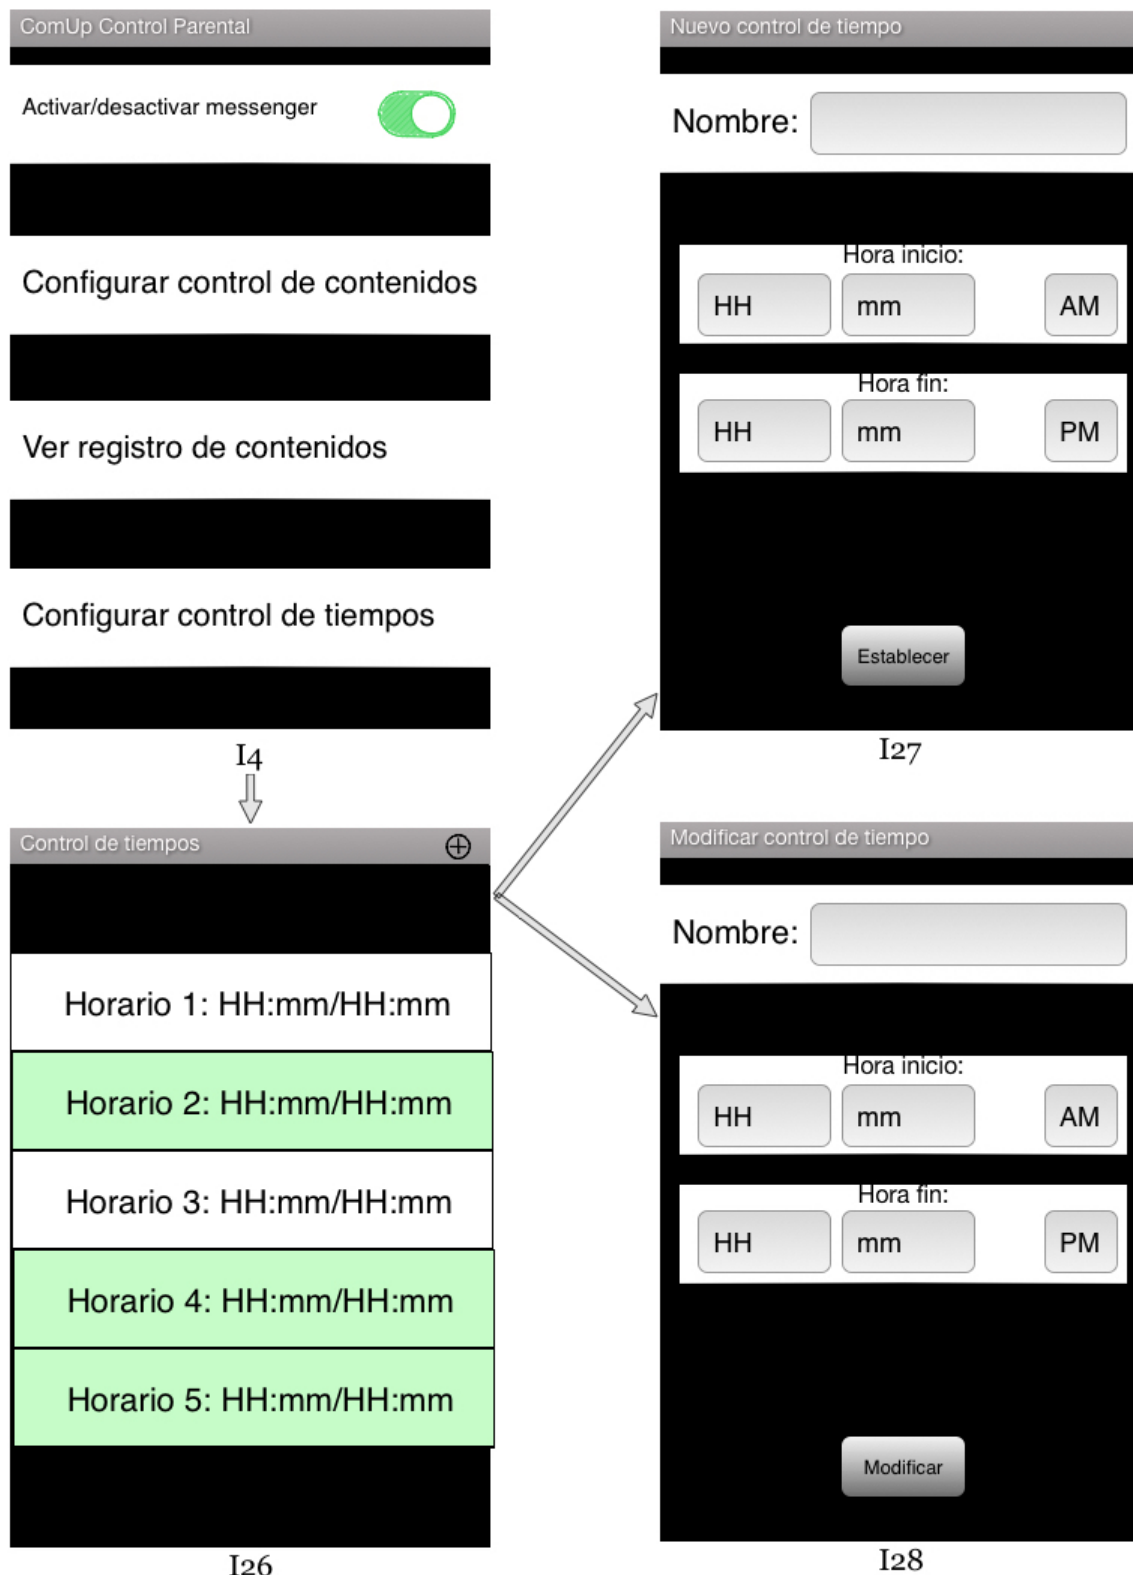 ComUp Control Parental
Activar/desactivar messenger
Configurar control de contenidos
Ver registro de contenidos
Configurar control de tiempos
I4
Nuevo control de tiempo
Nombre:
Hora inicio:
HH mm AM
Hora fin:
HH mm PM
Establecer
I27
Control de tiempos
Horario 1: HH:mm/HH:mm
Horario 2: HH:mm/HH:mm
Horario 3: HH:mm/HH:mm
Horario 4: HH:mm/HH:mm
Horario 5: HH:mm/HH:mm
I26
Modificar control de tiempo
Nombre:
Hora inicio:
HH mm AM
Hora fin:
HH mm PM
Modificar
I28